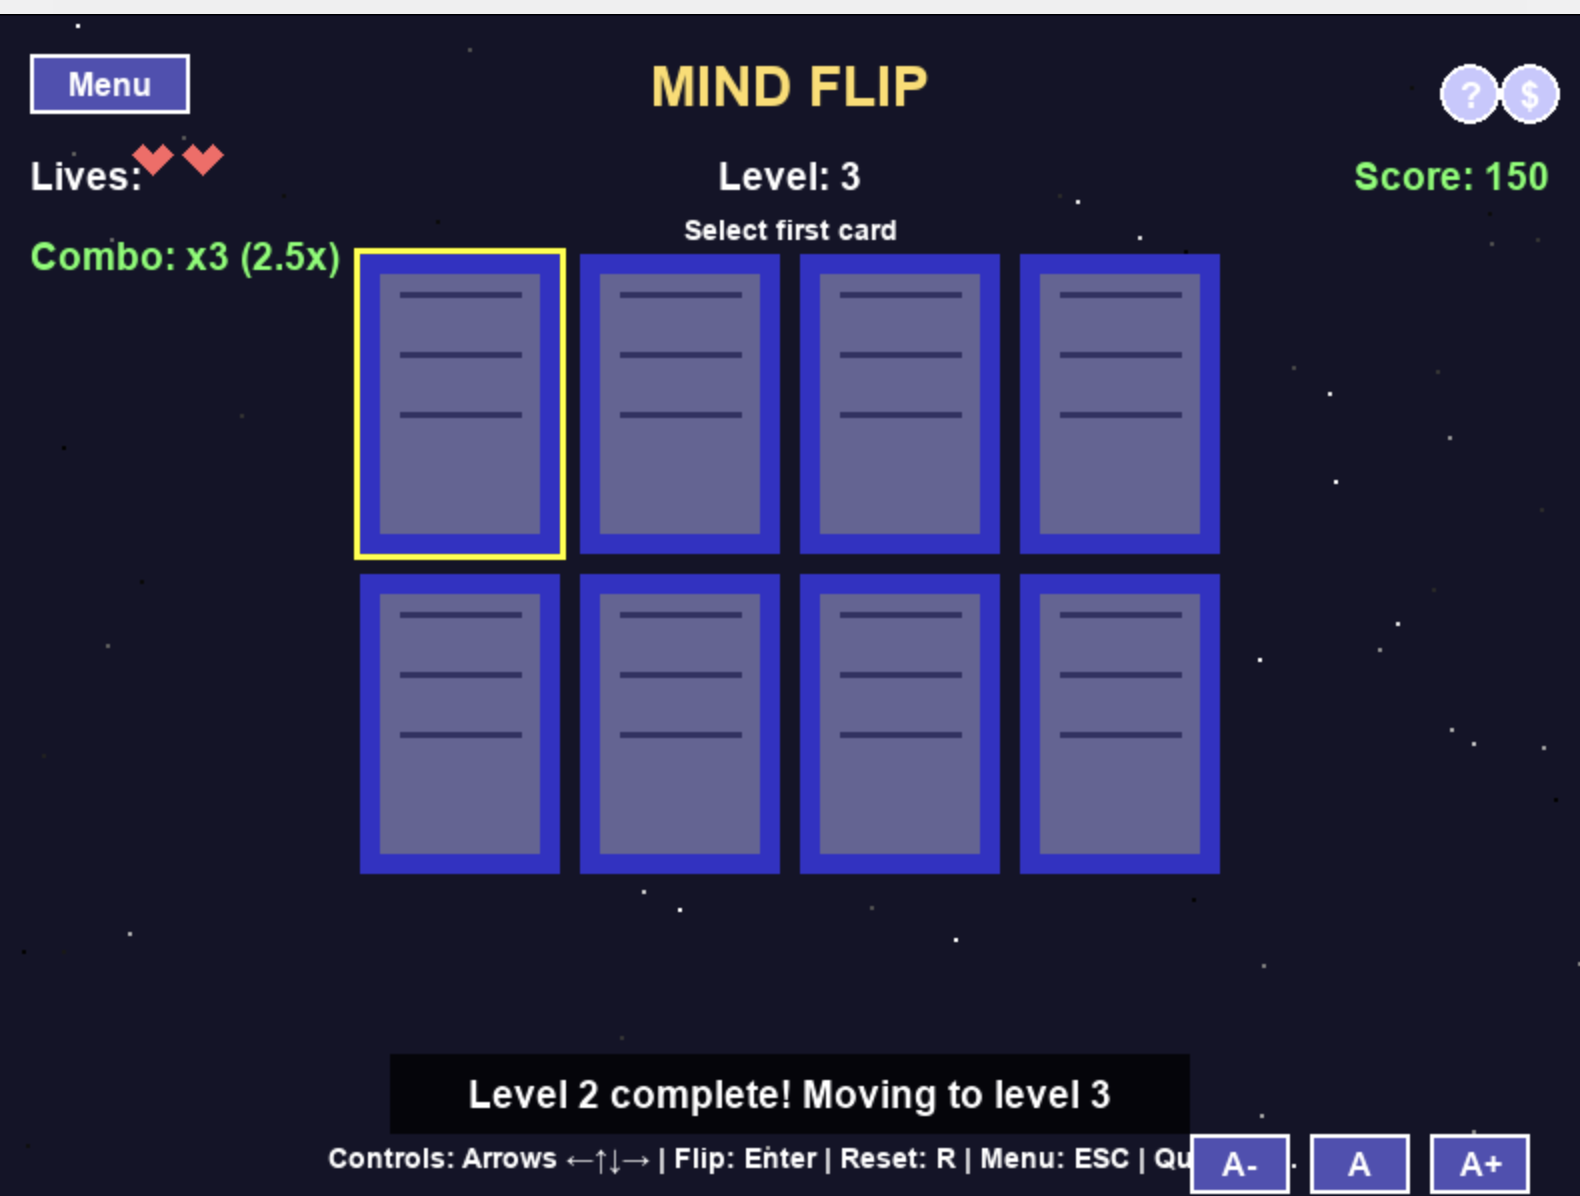 Menu
MIND FLIP
? $
Lives:
Level: 3
Score: 150
Select first card
Combo: x3 (2.5x)
Level 2 complete! Moving to level 3
Controls: Arrows ←↑↓→ | Flip: Enter | Reset: R | Menu: ESC |
A- A A+